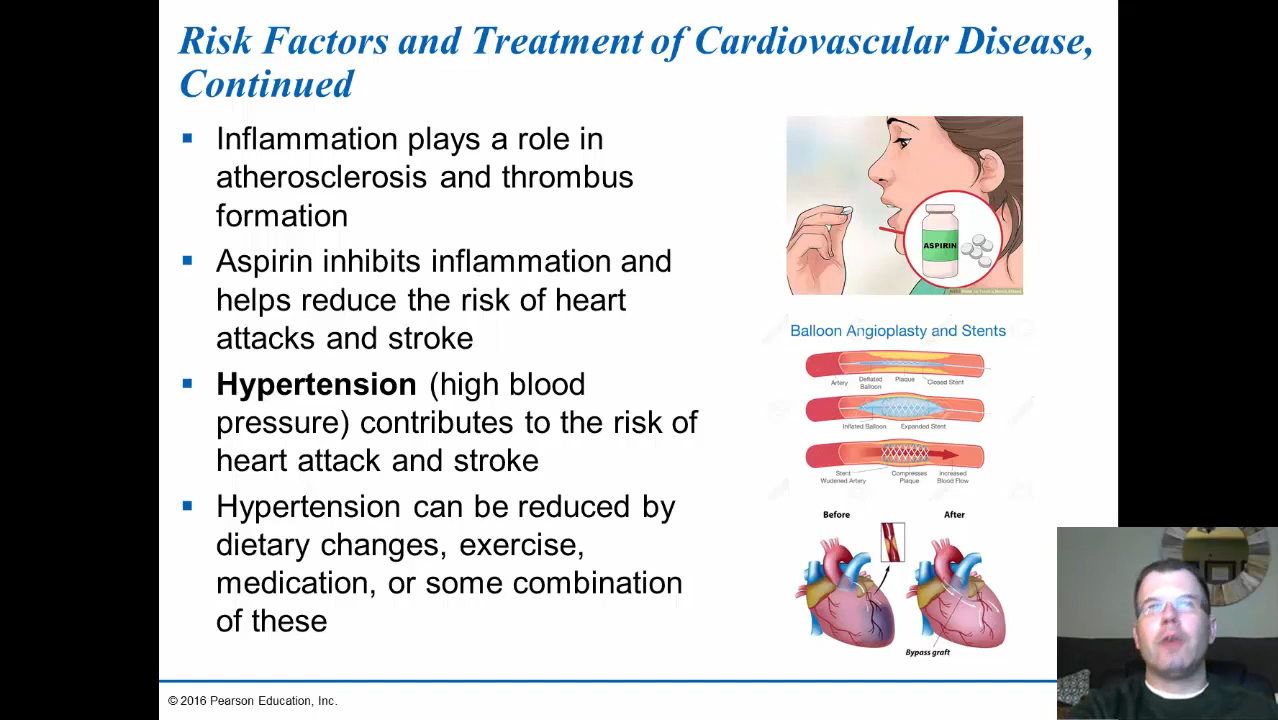 Risk Factors and Treatment of Cardiovascular Disease,
Continued
Inflammation plays a role in
atherosclerosis and thrombus
formation
Aspirin inhibits inflammation and
helps reduce the risk of heart
attacks and stroke
Hypertension (high blood
pressure) contributes to the risk of
heart attack and stroke
Hypertension can be reduced by
dietary changes, exercise,
medication, or some combination
of these
ASPIRIN
Balloon Angioplasty and Stents
Artery
Deflated
Balloon
Plaque
Closed Stent
Inflated Balloon
Expanded Stent
Stent
Wudened Artery
Compresses
Plaque
Increased
Blood Flow
Before
After
Bypass graft
© 2016 Pearson Education, Inc.